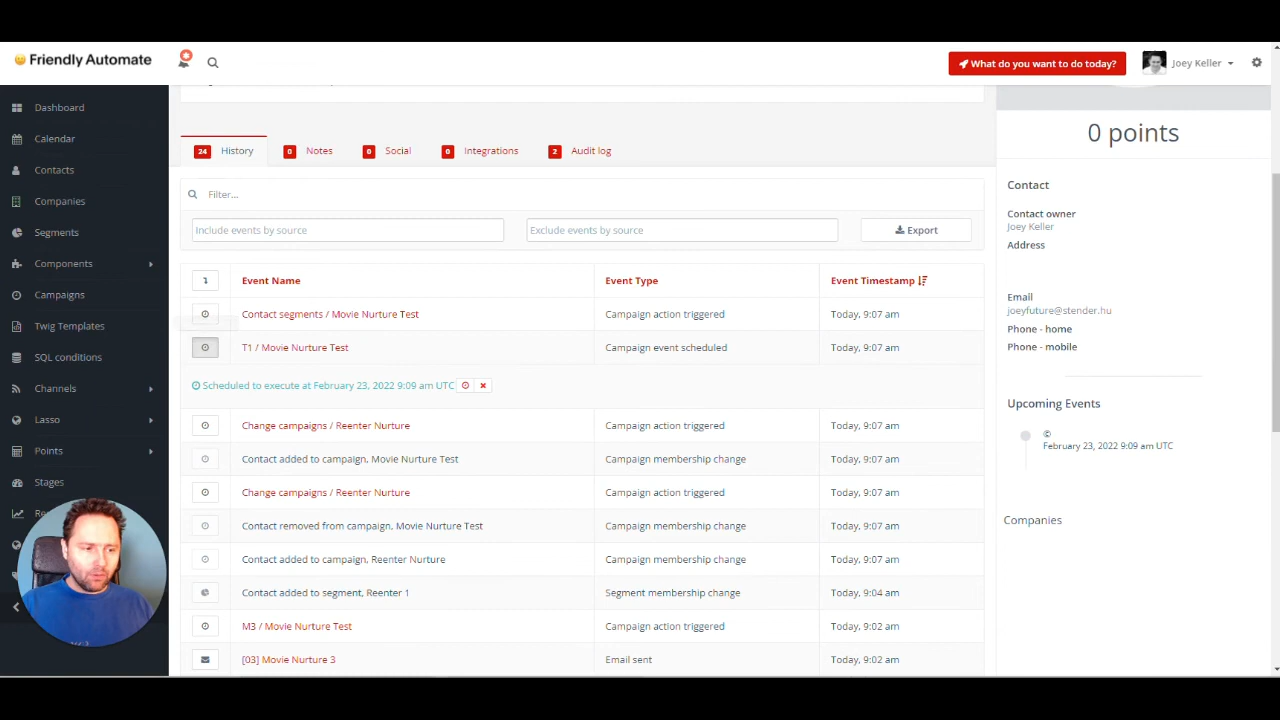 Friendly Automate
What do you want to do today?
Joey Keller
Dashboard
Calendar
Contacts
Companies
Segments
Components
Campaigns
Twig Templates
SQL conditions
Channels
Lasso
Points
Stages
24 History
0 Notes
0 Social
0 Integrations
2 Audit log
Filter...
Include events by source
Exclude events by source
Export
Event Name Event Type Event Timestamp
Contact segments / Movie Nurture Test Campaign action triggered Today, 9:07 am
T1 / Movie Nurture Test Campaign event scheduled Today, 9:07 am
Scheduled to execute at February 23, 2022 9:09 am UTC
Change campaigns / Reenter Nurture Campaign action triggered Today, 9:07 am
Contact added to campaign, Movie Nurture Test Campaign membership change Today, 9:07 am
Change campaigns / Reenter Nurture Campaign action triggered Today, 9:07 am
Contact removed from campaign, Movie Nurture Test Campaign membership change Today, 9:07 am
Contact added to campaign, Reenter Nurture Campaign membership change Today, 9:07 am
Contact added to segment, Reenter 1 Segment membership change Today, 9:04 am
M3 / Movie Nurture Test Campaign action triggered Today, 9:02 am
[03] Movie Nurture 3 Email sent Today, 9:02 am
0 points
Contact
Contact owner
Joey Keller
Address
Email
joeyfuture@stender.hu
Phone - home
Phone - mobile
Upcoming Events
©
February 23, 2022 9:09 am UTC
Companies